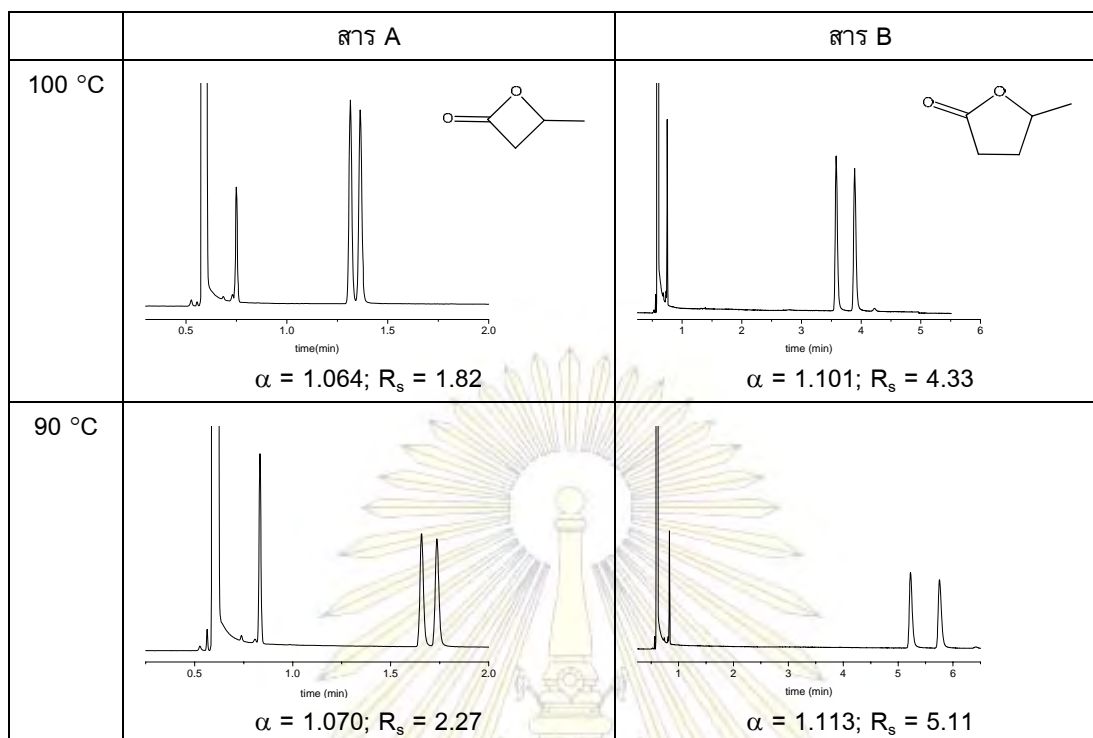 สาร A
สาร B
100 °C
O
O
0.5 1.0 1.5 2.0
time(min)
α = 1.064; Rs = 1.82
O
O
1 2 3 4 5 6
time (min)
α = 1.101; Rs = 4.33
90 °C
0.5 1.0 1.5 2.0
time (min)
α = 1.070; Rs = 2.27
1 2 3 4 5 6
time (min)
α = 1.113; Rs = 5.11